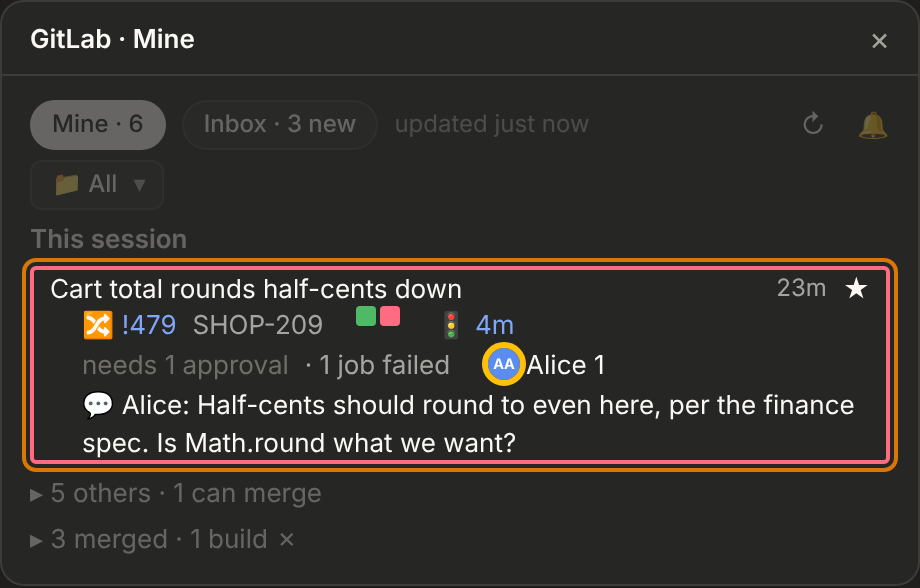 GitLab · Mine ×
Mine · 6 Inbox · 3 new updated just now
All ▾
This session
Cart total rounds half-cents down 23m ★
!479 SHOP-209 4m
needs 1 approval · 1 job failed AA Alice 1
Alice: Half-cents should round to even here, per the finance
spec. Is Math.round what we want?
▸ 5 others · 1 can merge
▸ 3 merged · 1 build ×